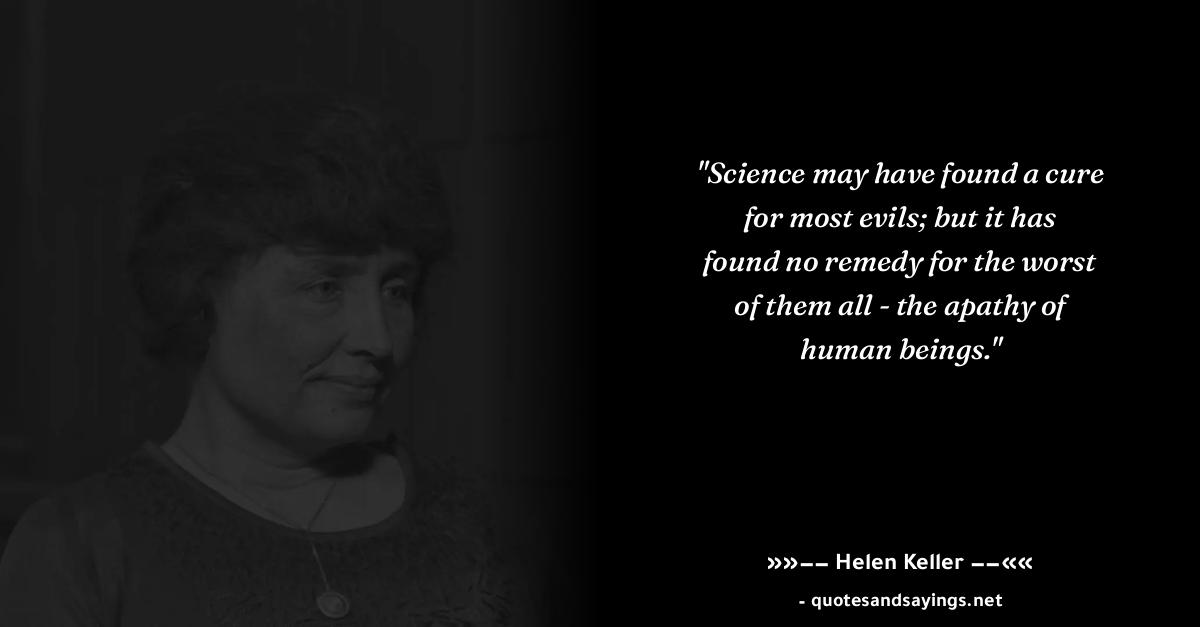 "Science may have found a cure
for most evils; but it has
found no remedy for the worst
of them all - the apathy of
human beings."
»»–– Helen Keller ––««
- quotesandsayings.net